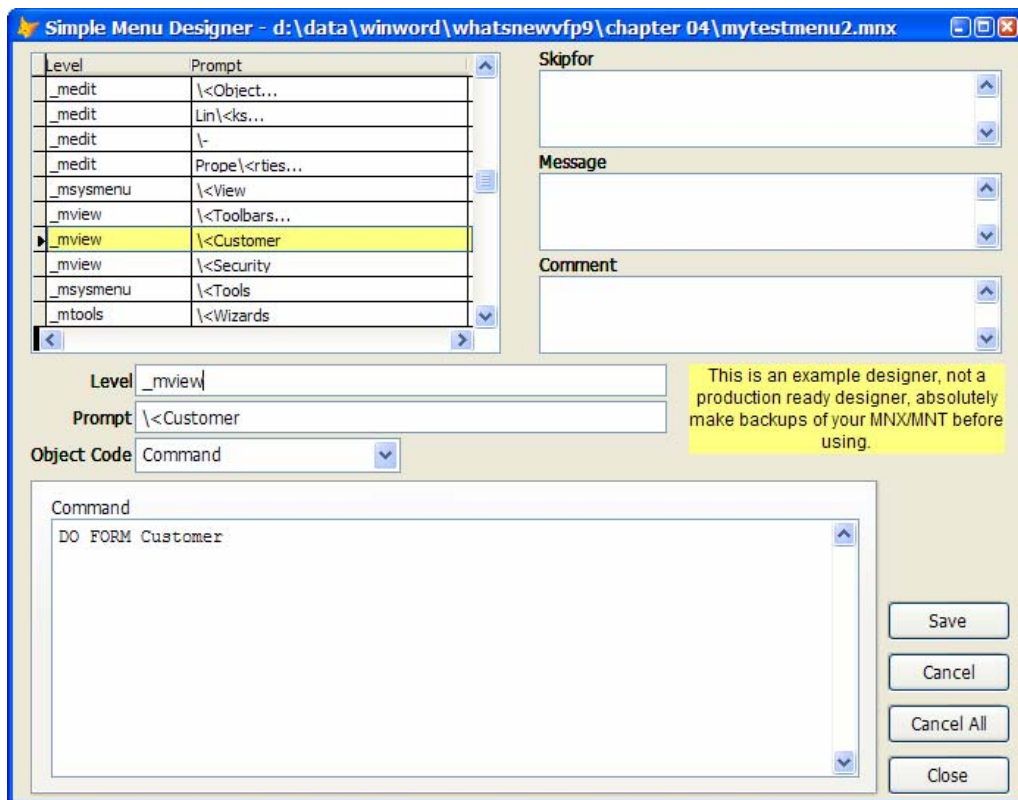 Simple Menu Designer - d:\data\winword\whatsnewvfp9\chapter 04\mytestmenu2.mnx
Level Prompt
_medit \<Object...
_medit Lin\<ks...
_medit \-
_medit Prope\<rties...
_msysmenu \<View
_mview \<Toolbars...
_mview \<Customer
_mview \<Security
_msysmenu \<Tools
_mtools \<Wizards
Skipfor
Message
Comment
Level _mview
Prompt \<Customer
Object Code Command
This is an example designer, not a
production ready designer, absolutely
make backups of your MNX/MNT before
using.
Command
DO FORM Customer
Save
Cancel
Cancel All
Close